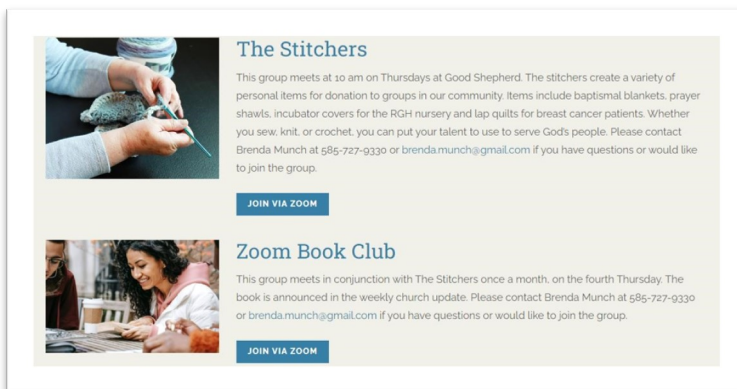 The Stitchers
This group meets at 10 am on Thursdays at Good Shepherd. The stitchers create a variety of
personal items for donation to groups in our community. Items include baptismal blankets, prayer
shawls, incubator covers for the RGH nursery and lap quilts for breast cancer patients. Whether
you sew, knit, or crochet, you can put your talent to use to serve God's people. Please contact
Brenda Munch at 585-727-9330 or brenda.munch@gmail.com if you have questions or would like
to join the group.
JOIN VIA ZOOM
Zoom Book Club
This group meets in conjunction with The Stitchers once a month, on the fourth Thursday. The
book is announced in the weekly church update. Please contact Brenda Munch at 585-727-9330
or brenda.munch@gmail.com if you have questions or would like to join the group.
JOIN VIA ZOOM